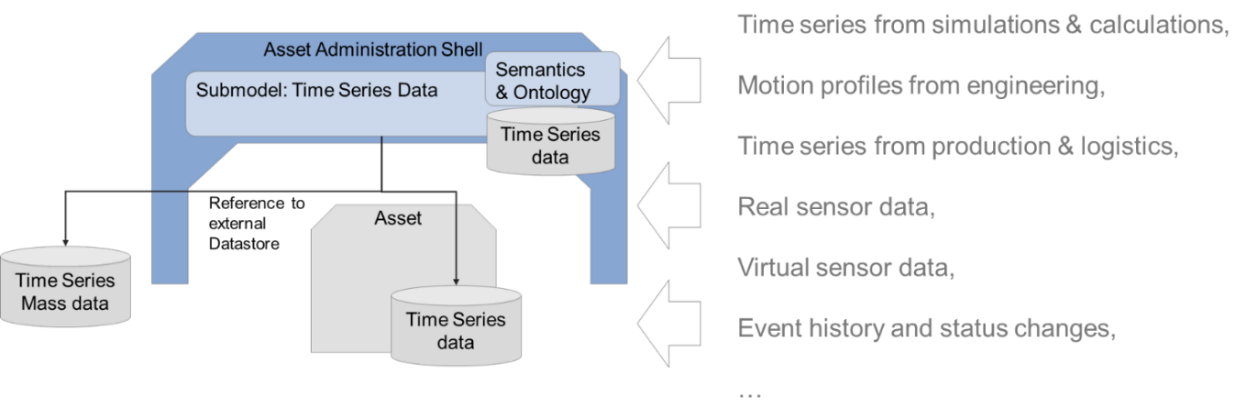 Asset Administration Shell
Submodel: Time Series Data
Semantics
& Ontology
Time Series
data
Reference to
external
Datastore
Asset
Time Series
Mass data
Time Series
data
Time series from simulations & calculations,
Motion profiles from engineering,
Time series from production & logistics,
Real sensor data,
Virtual sensor data,
Event history and status changes,
…